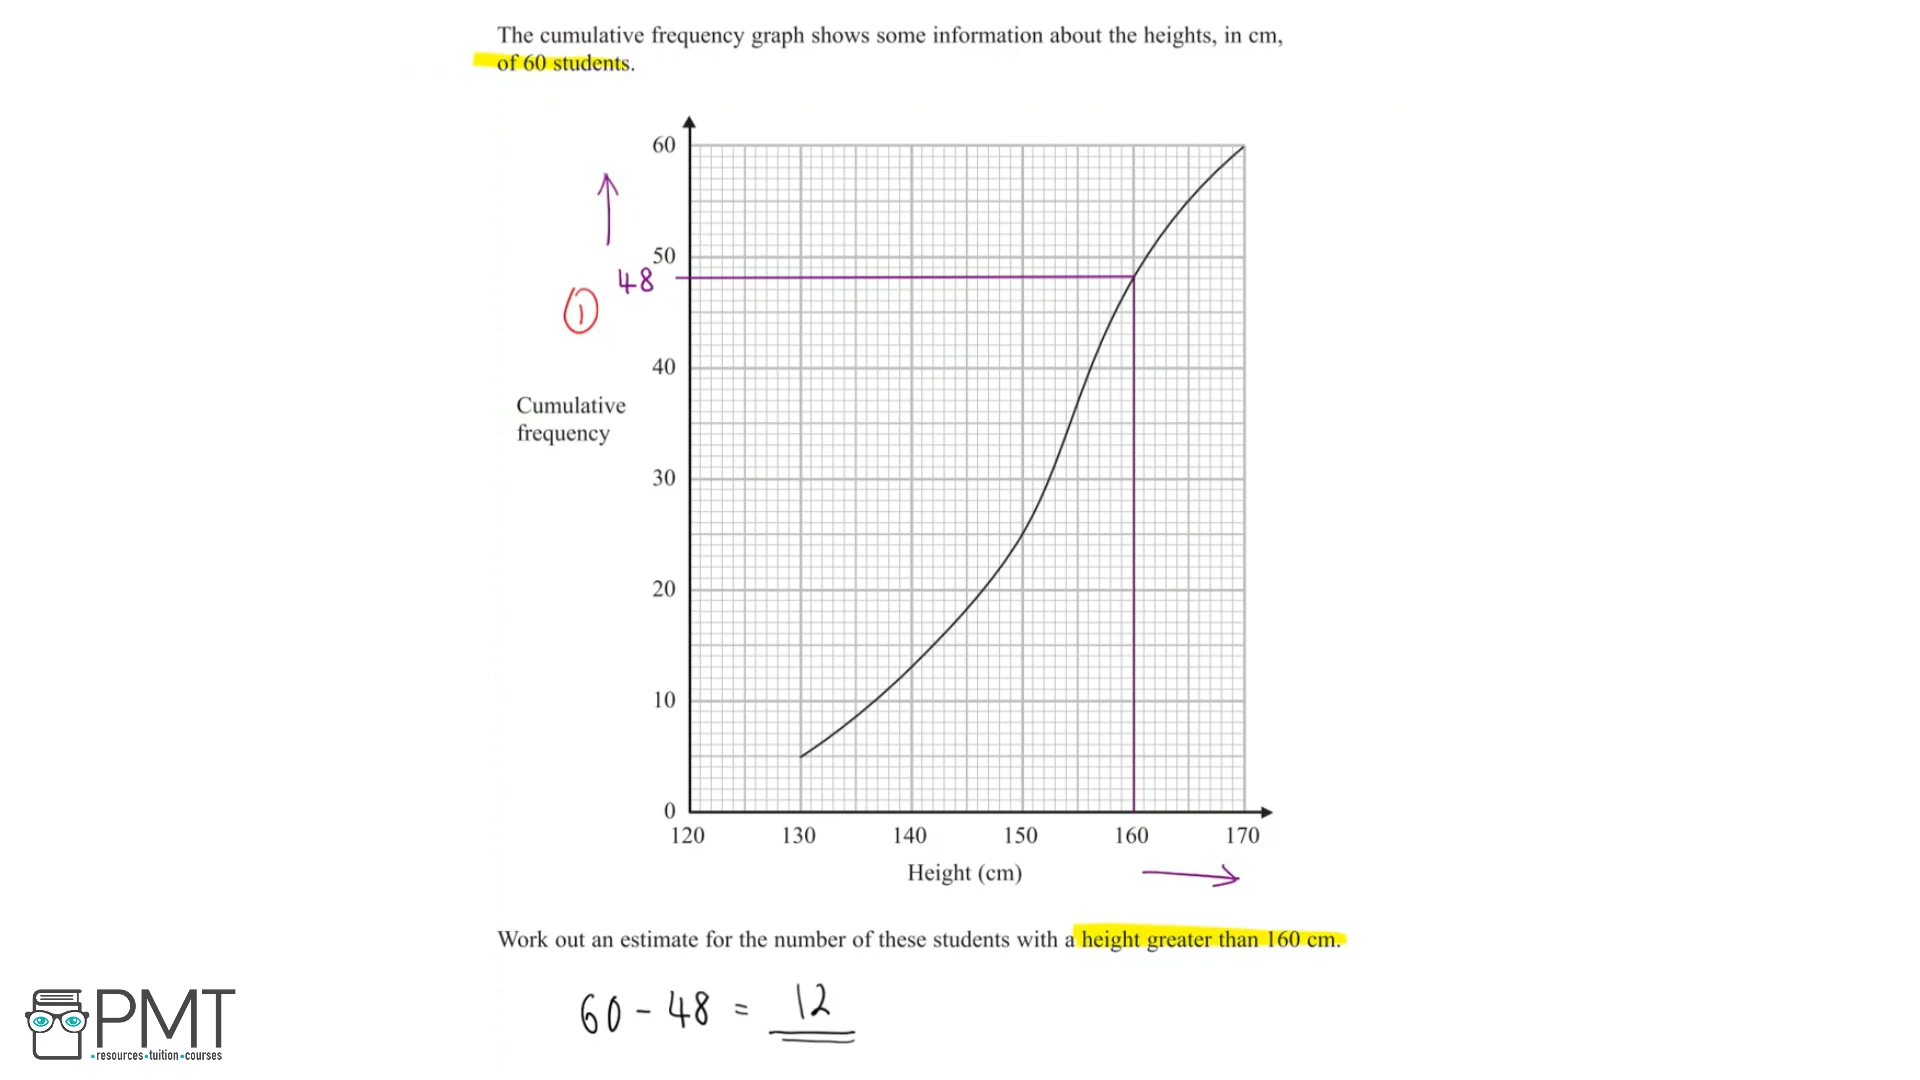 The cumulative frequency graph shows some information about the heights, in cm,
of 60 students.
60
50
48
①
40
Cumulative
frequency
30
20
10
0
120 130 140 150 160 170
Height (cm)
Work out an estimate for the number of these students with a height greater than 160 cm.
60 - 48 = 12
PMT
•resources•tuition•courses